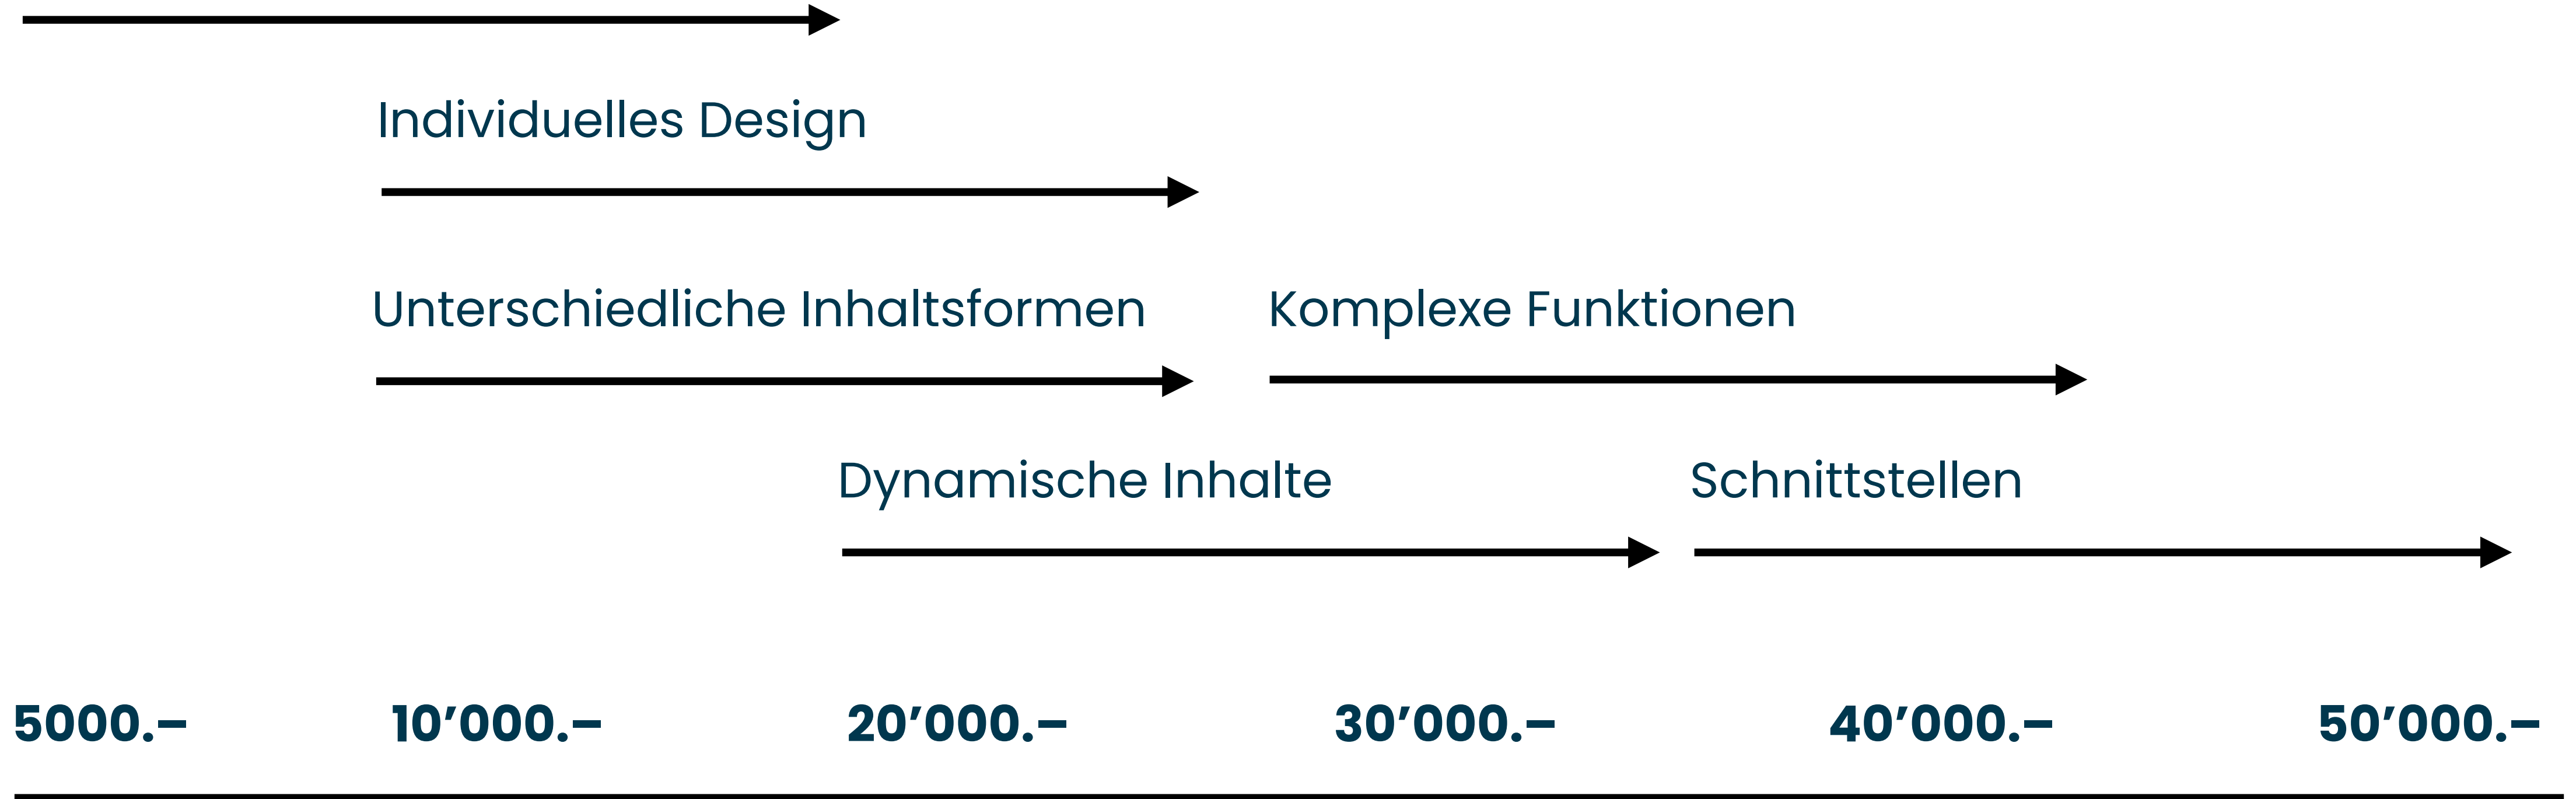 Individuelles Design
Unterschiedliche Inhaltsformen
Komplexe Funktionen
Dynamische Inhalte
Schnittstellen
5000.– 10’000.– 20’000.– 30’000.– 40’000.– 50’000.–